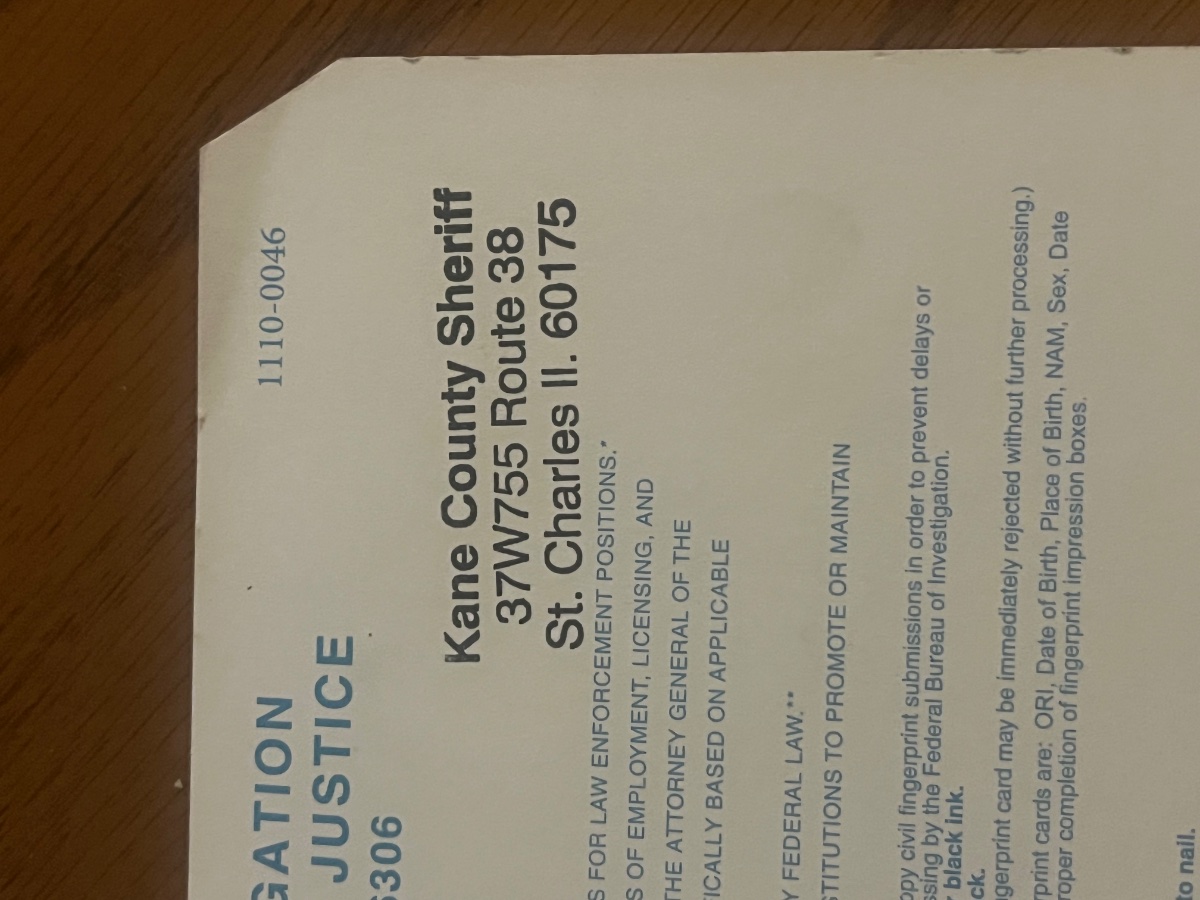 1110-0046
GATION
JUSTICE
6306
Kane County Sheriff
37W755 Route 38
St. Charles Il. 60175
S FOR LAW ENFORCEMENT POSITIONS.*
S OF EMPLOYMENT, LICENSING, AND
THE ATTORNEY GENERAL OF THE
ICALLY BASED ON APPLICABLE
Y FEDERAL LAW.**
STITUTIONS TO PROMOTE OR MAINTAIN
opy civil fingerprint submissions in order to prevent delays or
ssing by the Federal Bureau of Investigation.
black ink.
ck.
gerprint card may be immediately rejected without further processing.)
rprint cards are: ORI, Date of Birth, Place of Birth, NAM, Sex, Date
roper completion of fingerprint impression boxes.
to nail.